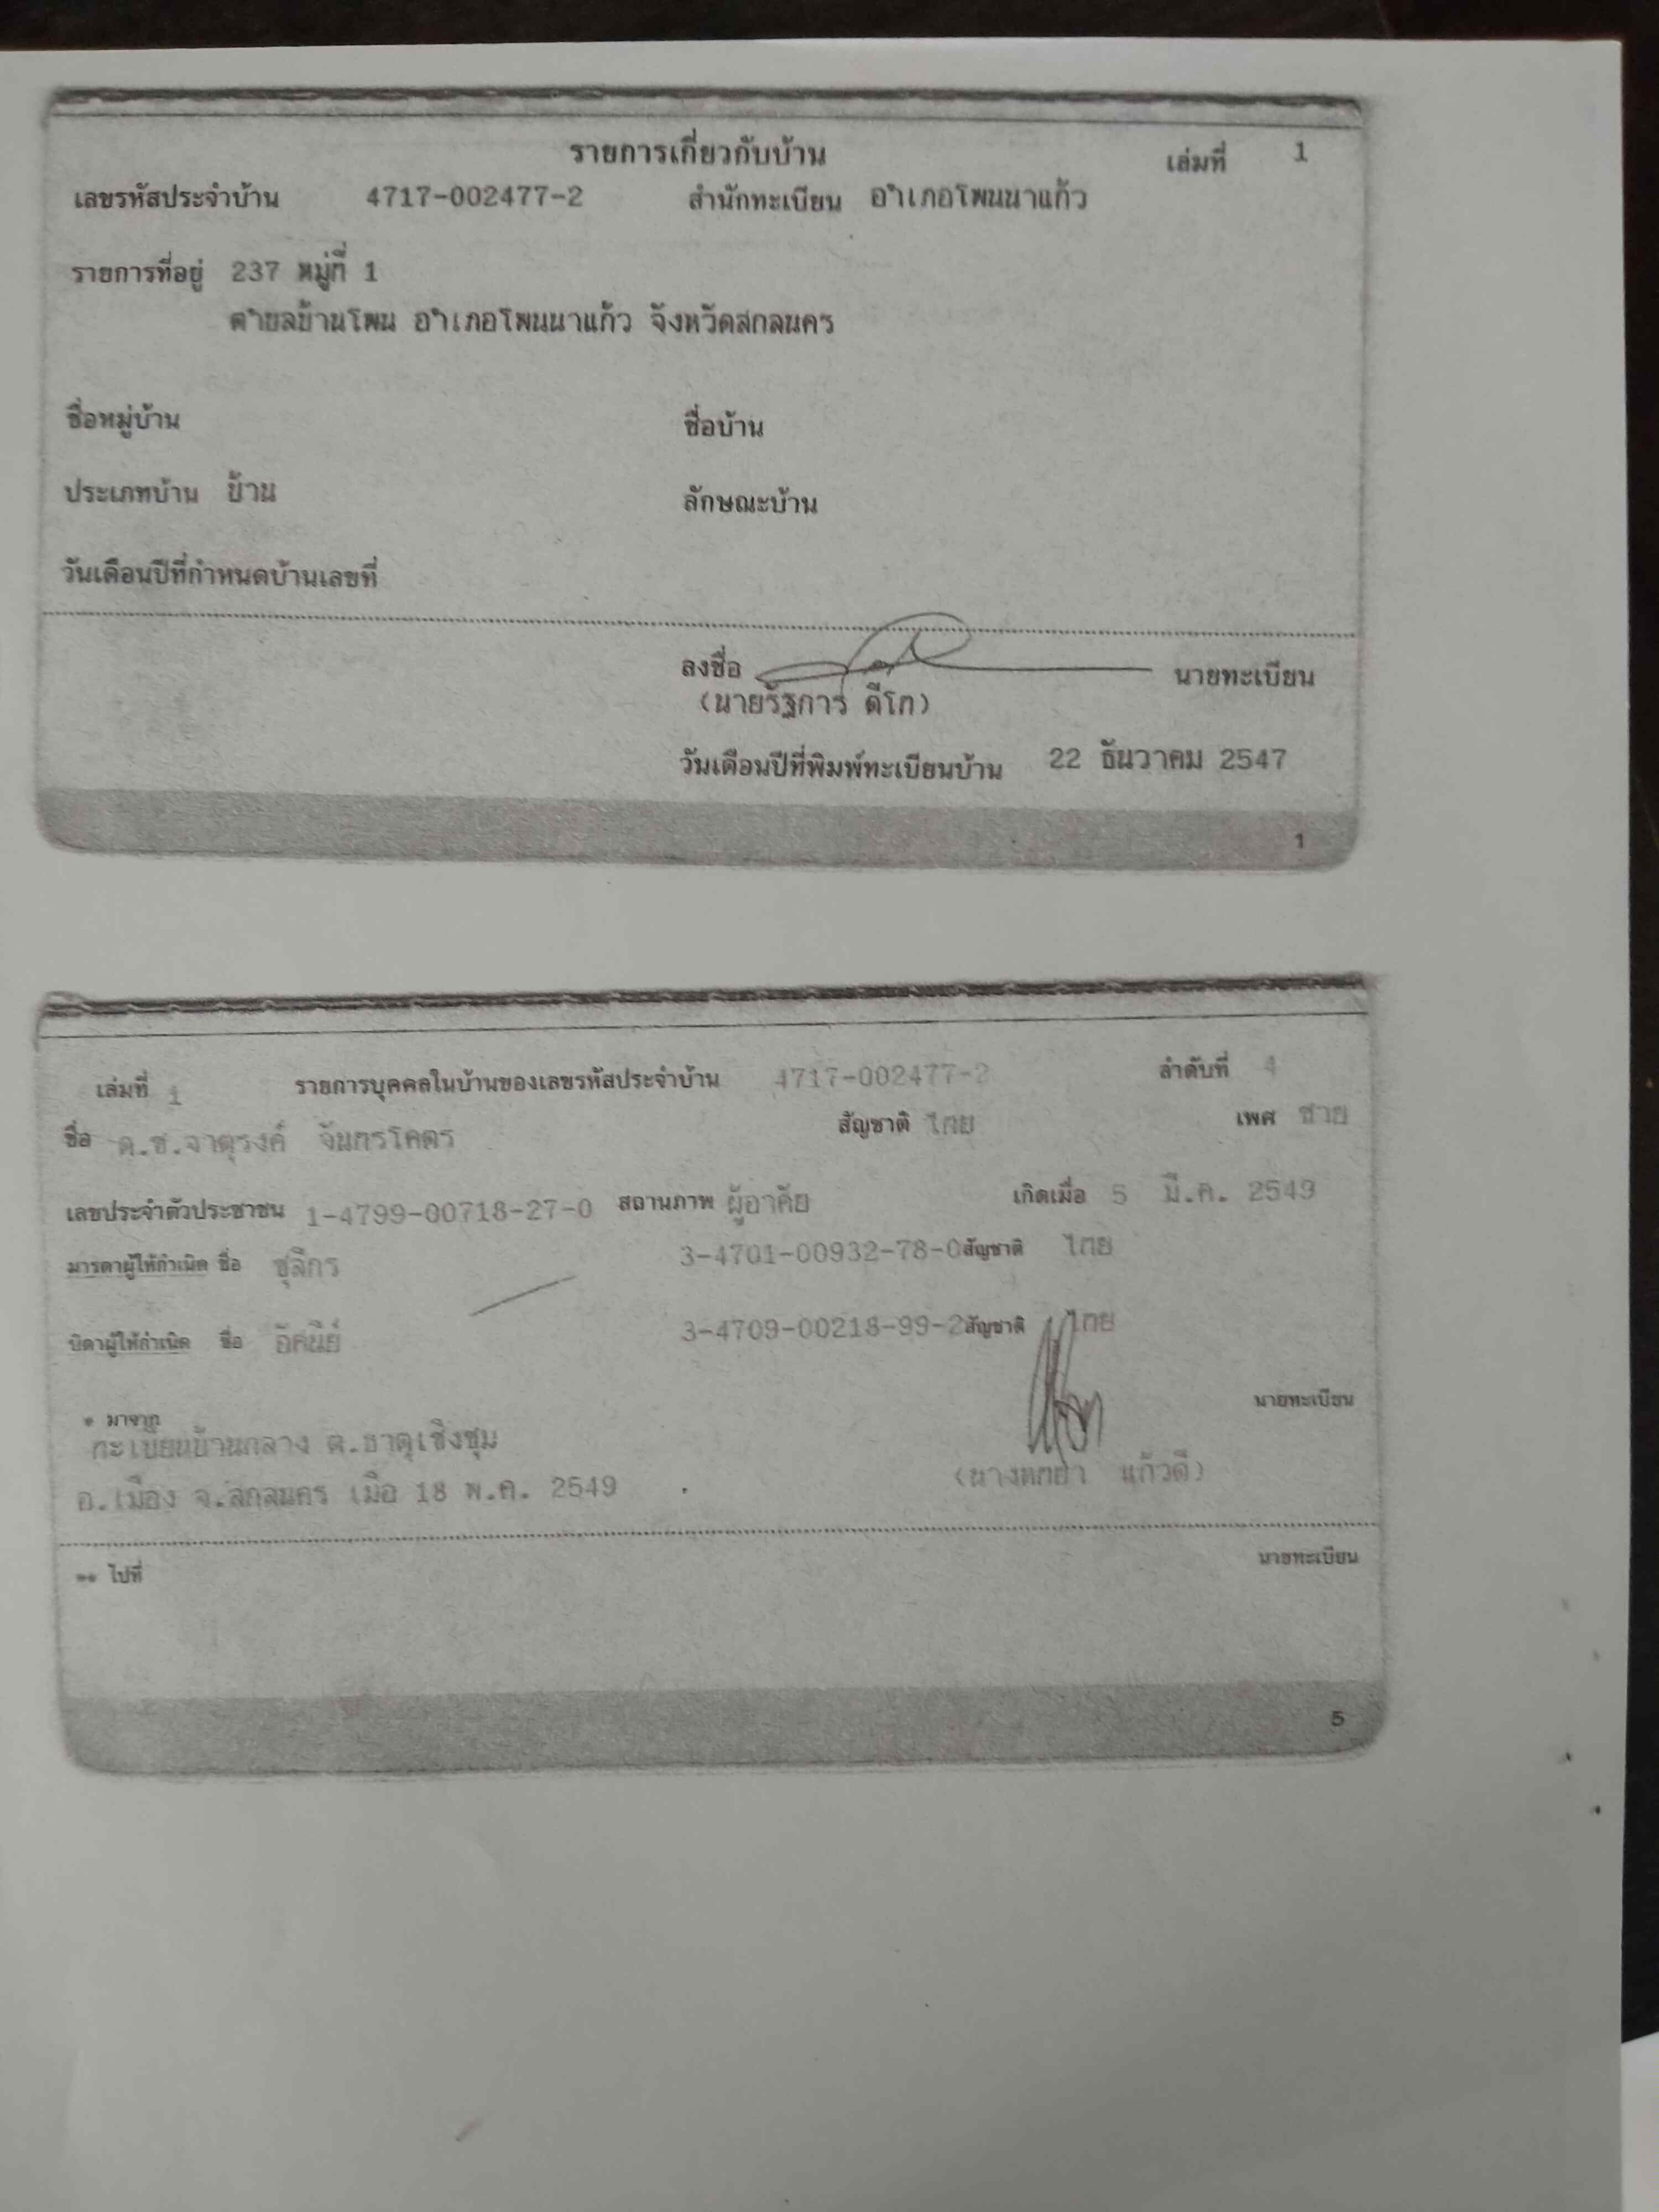 รายการเกี่ยวกับบ้าน เล่มที่ 1
เลขรหัสประจำบ้าน 4717-002477-2 สำนักทะเบียน อำเภอโพนนาแก้ว
รายการที่อยู่ 237 หมู่ที่ 1
ตำบลบ้านโพน อำเภอโพนนาแก้ว จังหวัดสกลนคร
ชื่อหมู่บ้าน ชื่อบ้าน
ประเภทบ้าน บ้าน ลักษณะบ้าน
วันเดือนปีที่กำหนดบ้านเลขที่
ลงชื่อ นายทะเบียน
(นายรัฐการ ดีโก)
วันเดือนปีที่พิมพ์ทะเบียนบ้าน 22 ธันวาคม 2547
1
เล่มที่ 1 รายการบุคคลในบ้านของเลขรหัสประจำบ้าน 4717-002477-2 ลำดับที่ 4
ชื่อ ด.ช.จาตุรงค์ จันทรโคตร สัญชาติ ไทย เพศ ชาย
เลขประจำตัวประชาชน 1-4799-00718-27-0 สถานภาพ ผู้อาศัย เกิดเมื่อ 5 มี.ค. 2549
มารดาผู้ให้กำเนิด ชื่อ ชุลีกร 3-4701-00932-78-0 สัญชาติ ไทย
บิดาผู้ให้กำเนิด ชื่อ อัศนีย์ 3-4709-00218-99-2 สัญชาติ ไทย
* มาจาก นายทะเบียน
ทะเบียนบ้านกลาง ต.ธาตุเชิงชุม
อ.เมือง จ.สกลนคร เมื่อ 18 พ.ค. 2549 แก้วดี)
** ไปที่ นายทะเบียน
5